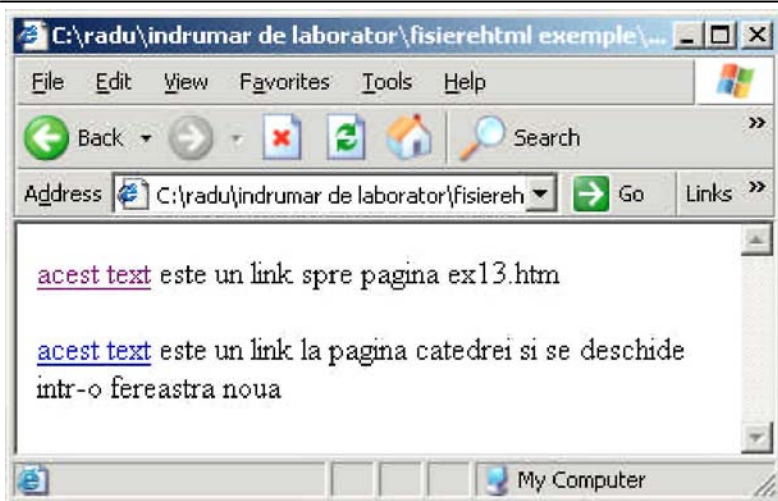 C:\radu\indrumar de laborator\fisierehtml exemple\...
File Edit View Favorites Tools Help
Back Search »
Address C:\radu\indrumar de laborator\fisiereh Go Links »
acest text este un link spre pagina ex13.htm
acest text este un link la pagina catedrei si se deschide
intr-o fereastra noua
My Computer